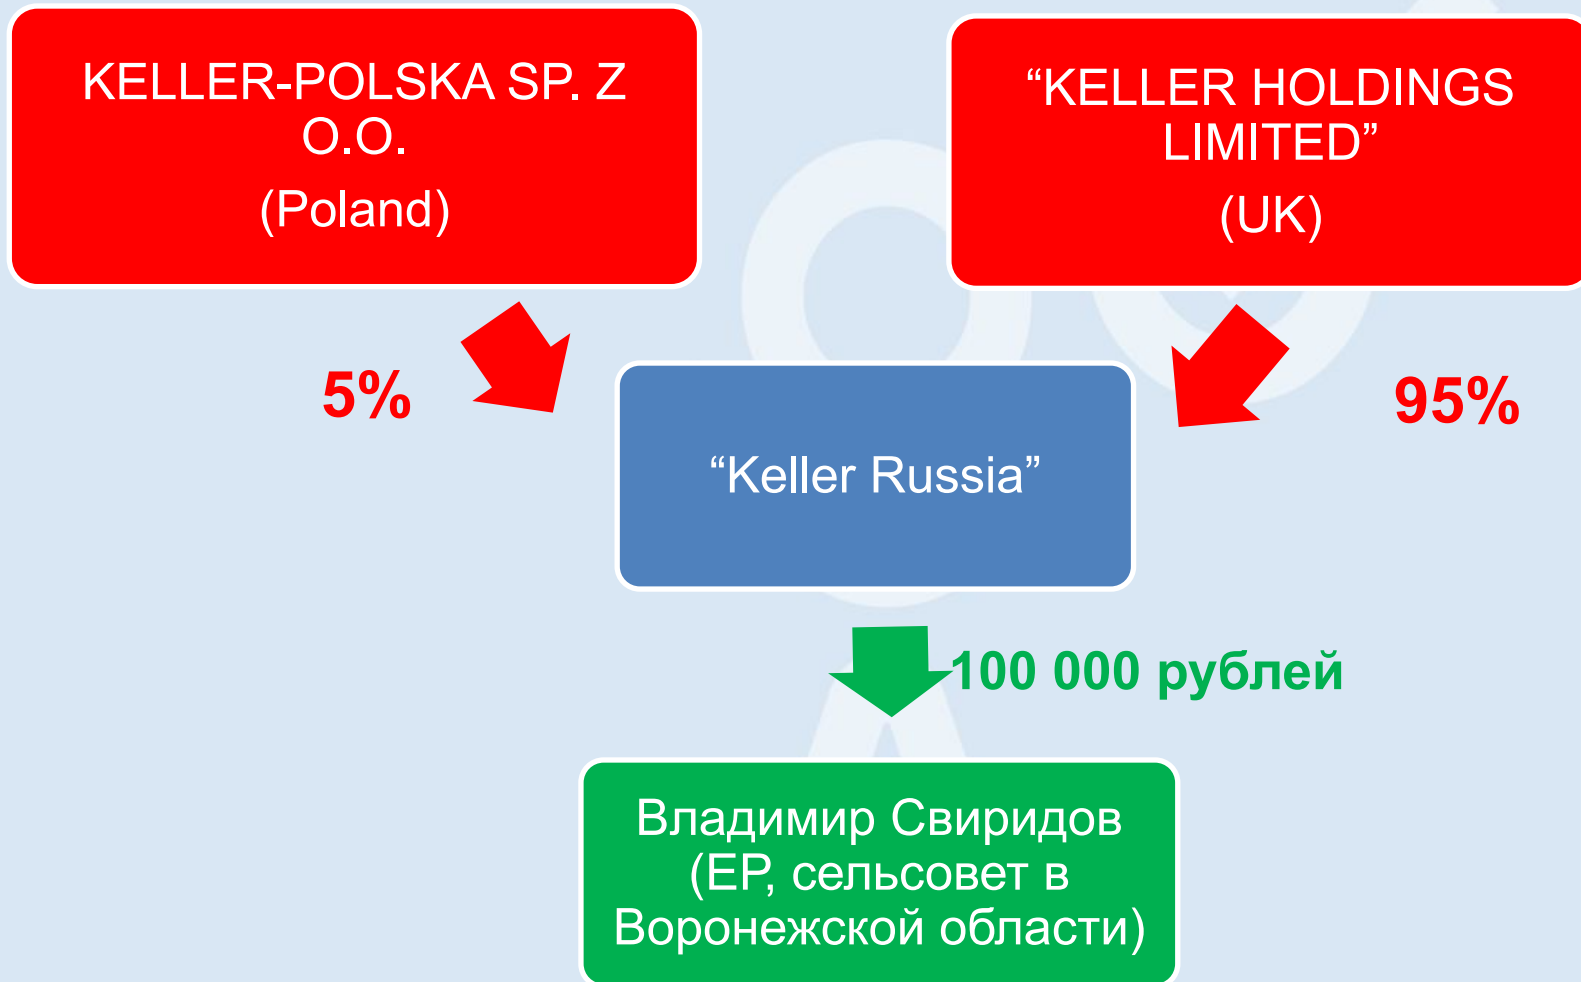 KELLER-POLSKA SP. Z
O.O.
(Poland)
“KELLER HOLDINGS
LIMITED”
(UK)
5%
95%
“Keller Russia”
100 000 рублей
Владимир Свиридов
(ЕР, сельсовет в
Воронежской области)